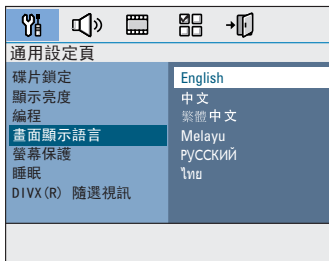 通用設定頁
碟片鎖定
顯示亮度
編程
畫面顯示語言
螢幕保護
睡眠
DIVX(R) 隨選視訊
English
中文
繁體中文
Melayu
РУССКИЙ
ไทย